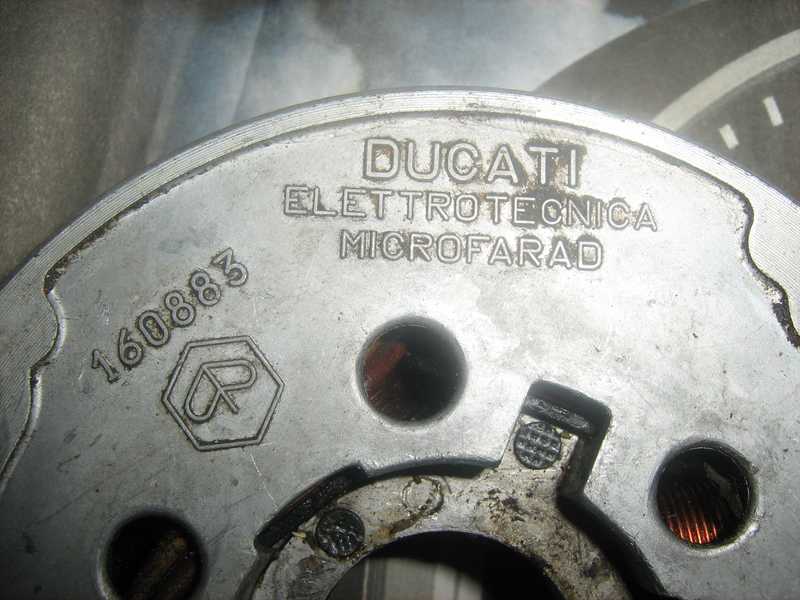 DUCATI
ELETTROTECNICA
MICROFARAD
160883